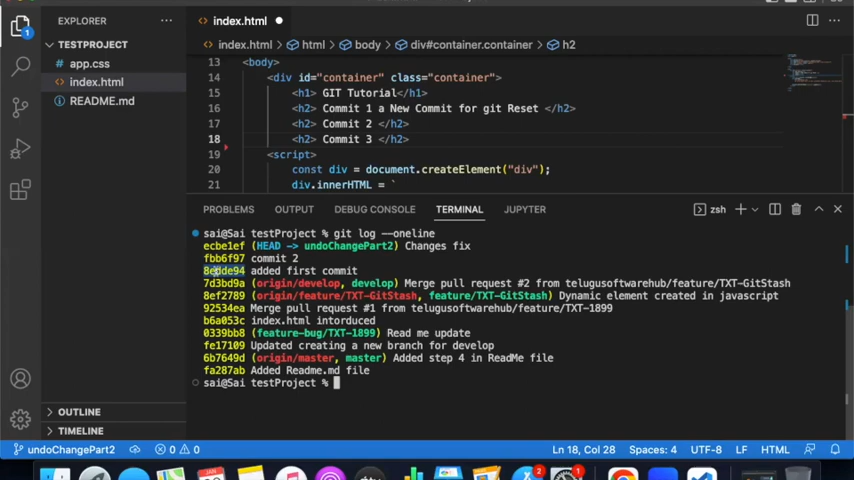 EXPLORER
index.html
TESTPROJECT
app.css
index.html
README.md
OUTLINE
TIMELINE
index.html > html > body > div#container.container > h2
13 <body>
14 <div id="container" class="container">
15 <h1> GIT Tutorial</h1>
16 <h2> Commit 1 a New Commit for git Reset </h2>
17 <h2> Commit 2 </h2>
18 <h2> Commit 3 </h2>
19 <script>
20 const div = document.createElement("div");
21 div.innerHTML = `
PROBLEMS OUTPUT DEBUG CONSOLE TERMINAL JUPYTER zsh
sai@Sai testProject % git log --oneline
ecbe1ef (HEAD -> undoChangePart2) Changes fix
fbb6f97 commit 2
8edde94 added first commit
7d3bd9a (origin/develop, develop) Merge pull request #2 from telugusoftwarehub/feature/TXT-GitStash
8ef2789 (origin/feature/TXT-GitStash, feature/TXT-GitStash) Dynamic element created in javascript
92534ea Merge pull request #1 from telugusoftwarehub/feature/TXT-1899
b6a053c index.html intorduced
0339bb8 (feature-bug/TXT-1899) Read me update
fe17109 Updated creating a new branch for develop
6b7649d (origin/master, master) Added step 4 in ReadMe file
fa287ab Added Readme.md file
sai@Sai testProject %
undoChangePart2 0 0 Ln 18, Col 28 Spaces: 4 UTF-8 LF HTML